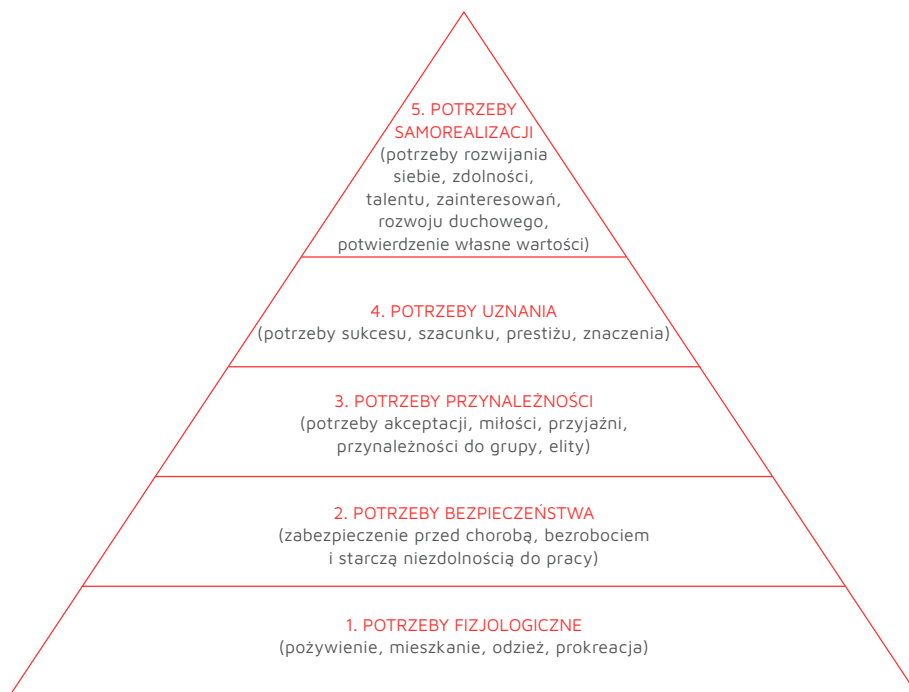 5. POTRZEBY
SAMOREALIZACJI
(potrzeby rozwijania
siebie, zdolności,
talentu, zainteresowań,
rozwoju duchowego,
potwierdzenie własne wartości)
4. POTRZEBY UZNANIA
(potrzeby sukcesu, szacunku, prestiżu, znaczenia)
3. POTRZEBY PRZYNALEŻNOŚCI
(potrzeby akceptacji, miłości, przyjaźni,
przynależności do grupy, elity)
2. POTRZEBY BEZPIECZEŃSTWA
(zabezpieczenie przed chorobą, bezrobociem
i starczą niezdolnością do pracy)
1. POTRZEBY FIZJOLOGICZNE
(pożywienie, mieszkanie, odzież, prokreacja)